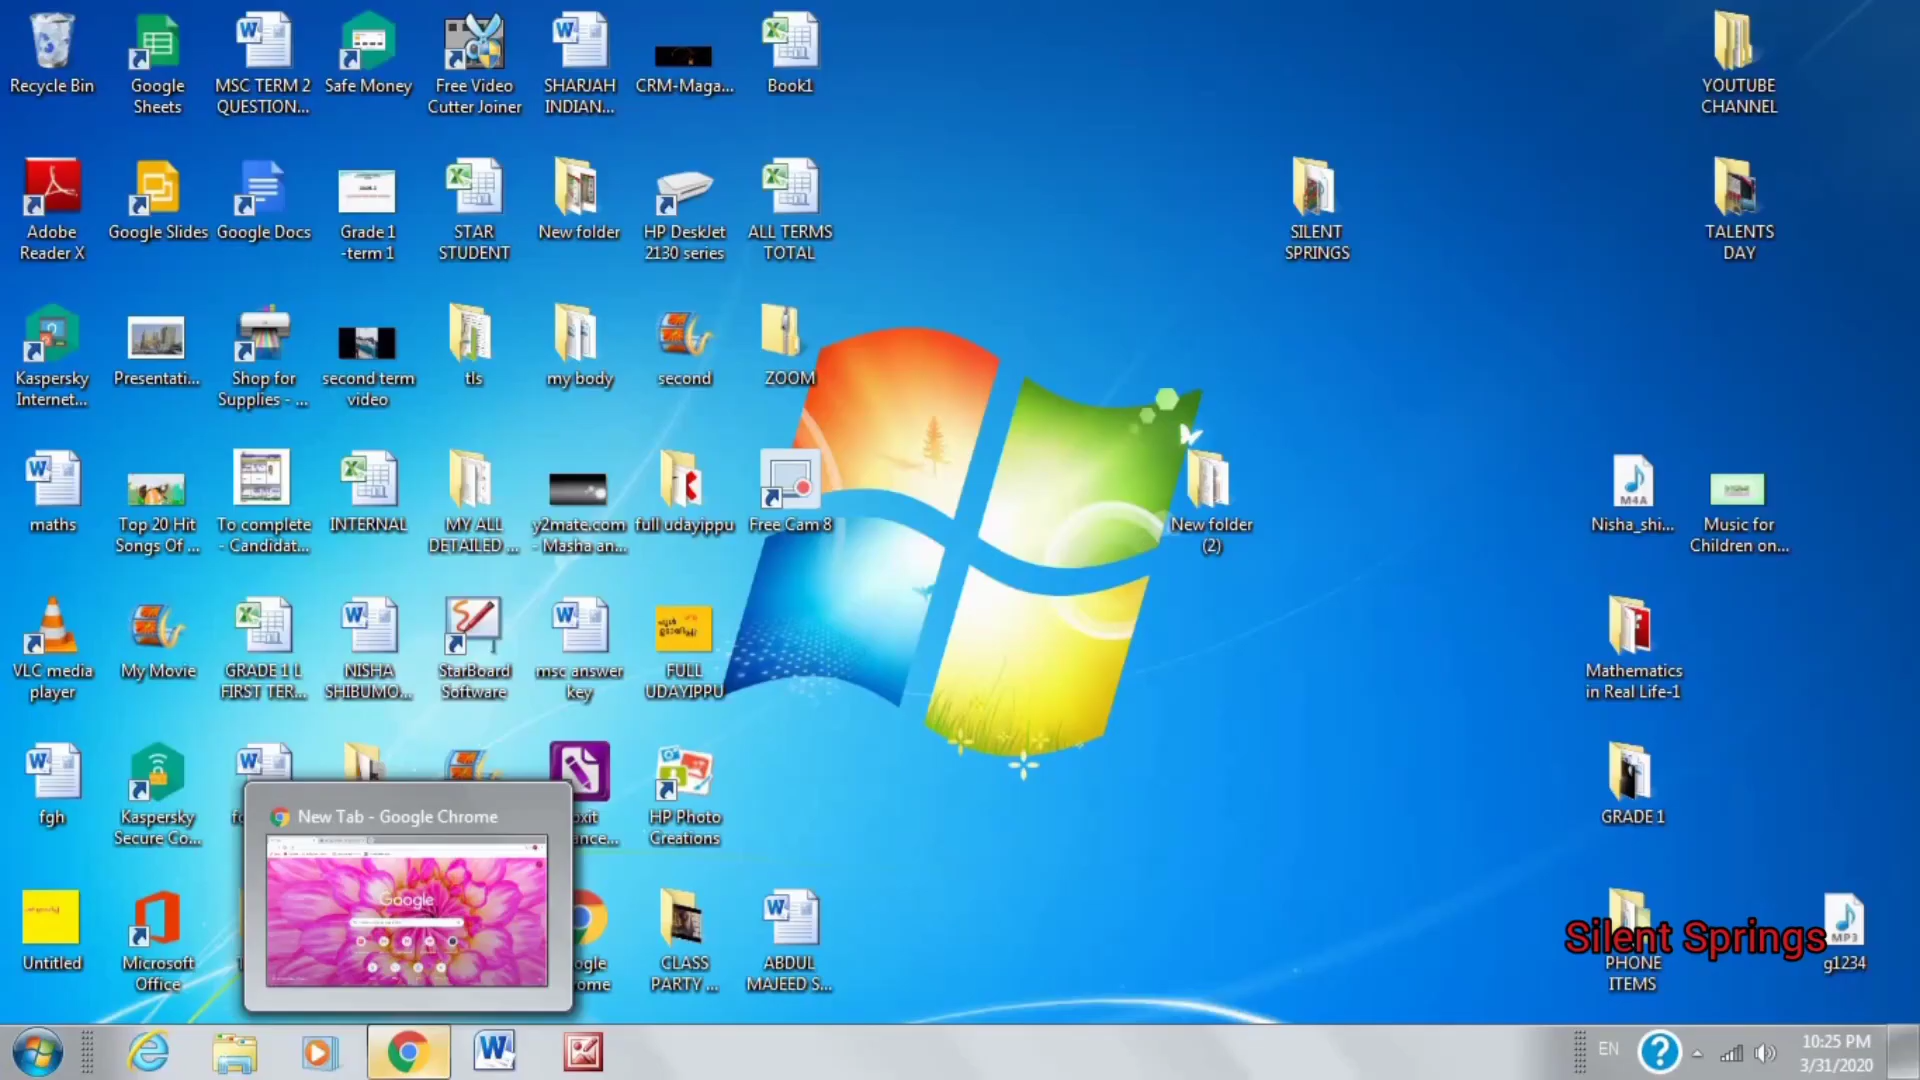 Recycle Bin
Google
Sheets
MSC TERM 2
QUESTION...
Safe Money
Free Video
Cutter Joiner
SHARJAH
INDIAN...
CRM-Maga...
Book1
YOUTUBE
CHANNEL
Adobe
Reader X
Google Slides
Google Docs
Grade 1
-term 1
STAR
STUDENT
New folder
HP DeskJet
2130 series
ALL TERMS
TOTAL
SILENT
SPRINGS
TALENTS
DAY
Kaspersky
Internet...
Presentati...
Shop for
Supplies - ...
second term
video
tls
my body
second
ZOOM
maths
Top 20 Hit
Songs Of ...
To complete
- Candidat...
INTERNAL
MY ALL
DETAILED ...
y2mate.com
- Masha an...
full udayippu
Free Cam 8
New folder
(2)
M4A
Nisha_shi...
Music for
Children on...
VLC media
player
My Movie
GRADE 1 L
FIRST TER...
NISHA
SHIBUMO...
StarBoard
Software
msc answer
key
FULL
UDAYIPPU
Mathematics
in Real Life-1
fgh
Kaspersky
Secure Co...
HP Photo
Creations
GRADE 1
New Tab - Google Chrome
Google
Untitled
Microsoft
Office
CLASS
PARTY ...
ABDUL
MAJEED S...
Silent Springs
PHONE
ITEMS
MP3
g1234
EN
10:25 PM
3/31/2020